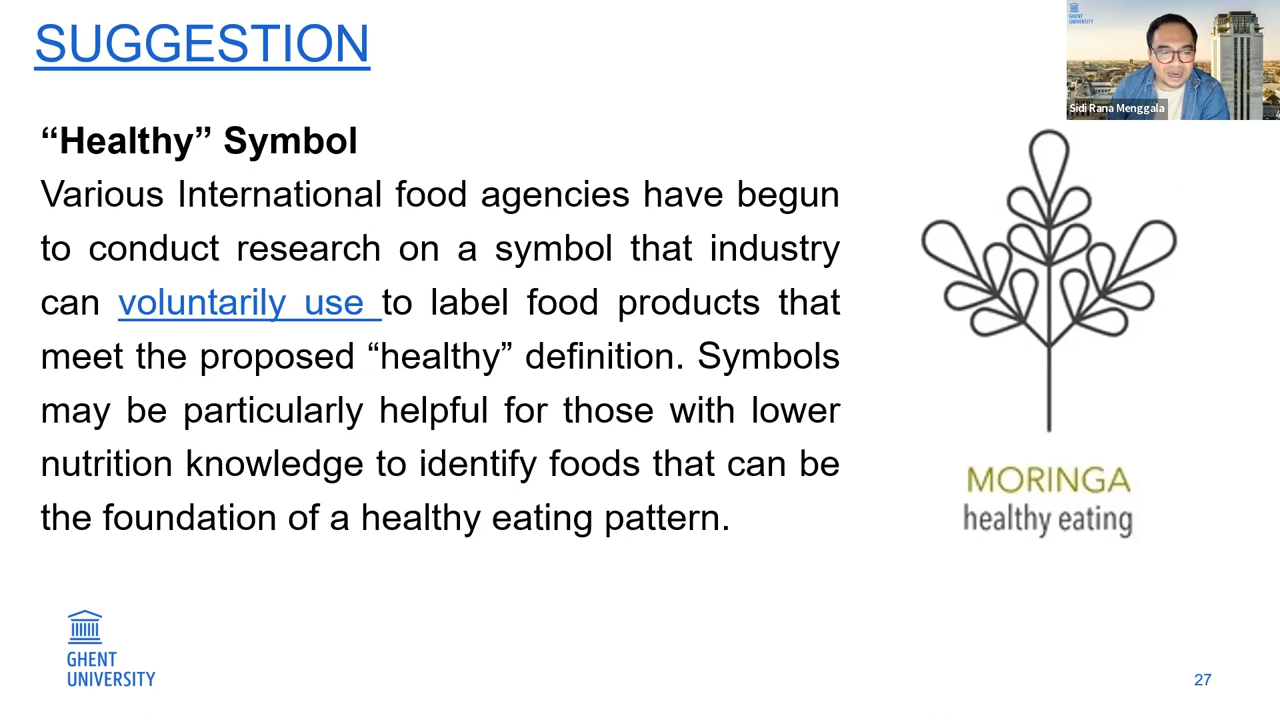 SUGGESTION
GHENT
UNIVERSITY
Sidi Rana Menggala
“Healthy” Symbol
Various International food agencies have begun
to conduct research on a symbol that industry
can voluntarily use to label food products that
meet the proposed “healthy” definition. Symbols
may be particularly helpful for those with lower
nutrition knowledge to identify foods that can be
the foundation of a healthy eating pattern.
MORINGA
healthy eating
GHENT
UNIVERSITY
27